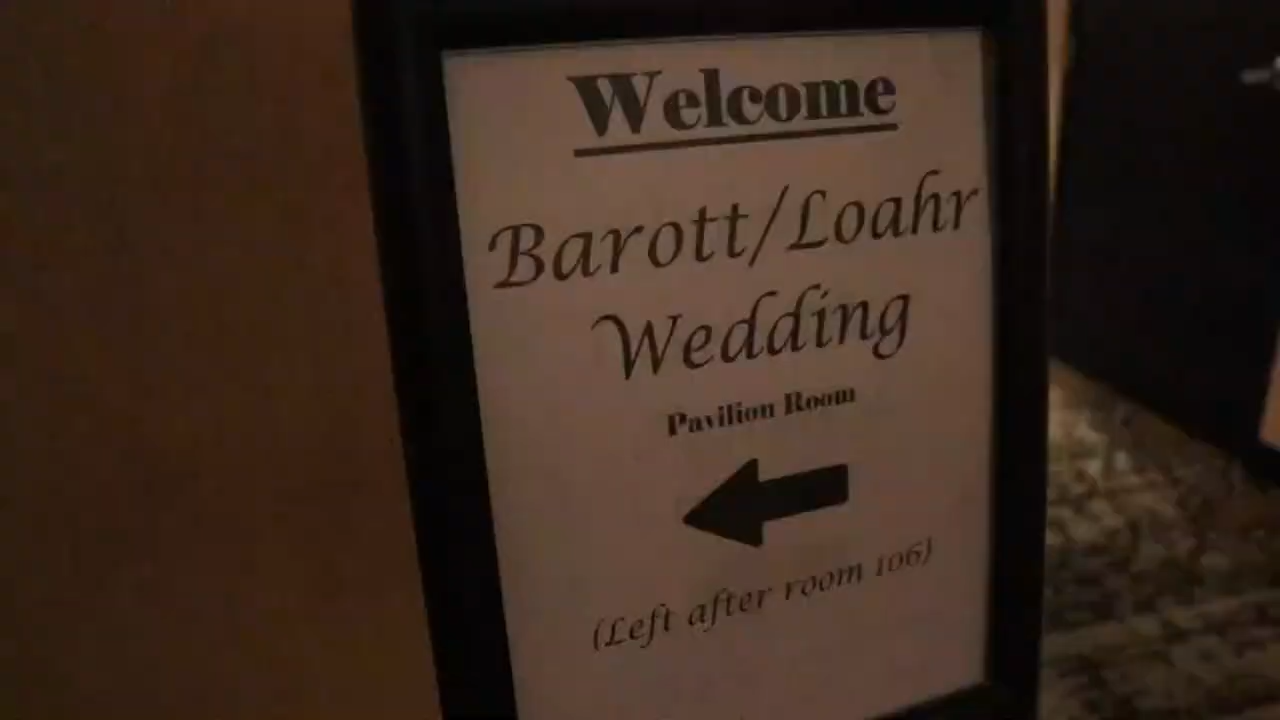 Welcome
Barott/Loahr
Wedding
Pavilion Room
(Left after room 106)